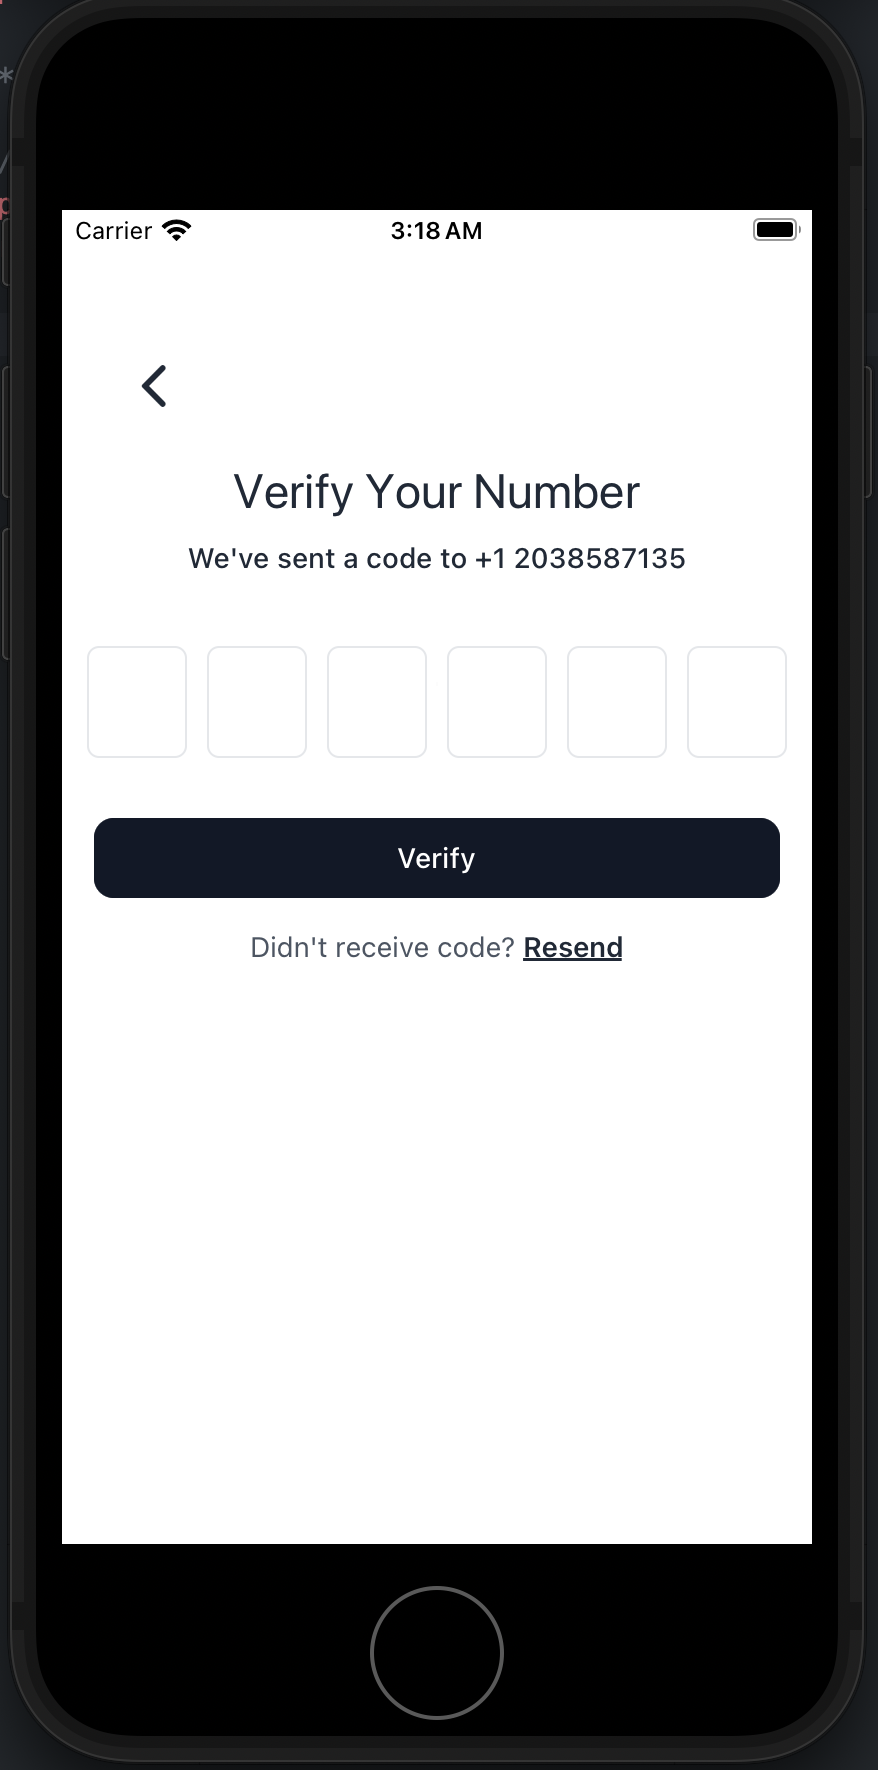 Carrier 3:18 AM
Verify Your Number
We've sent a code to +1 2038587135
Verify
Didn't receive code? Resend